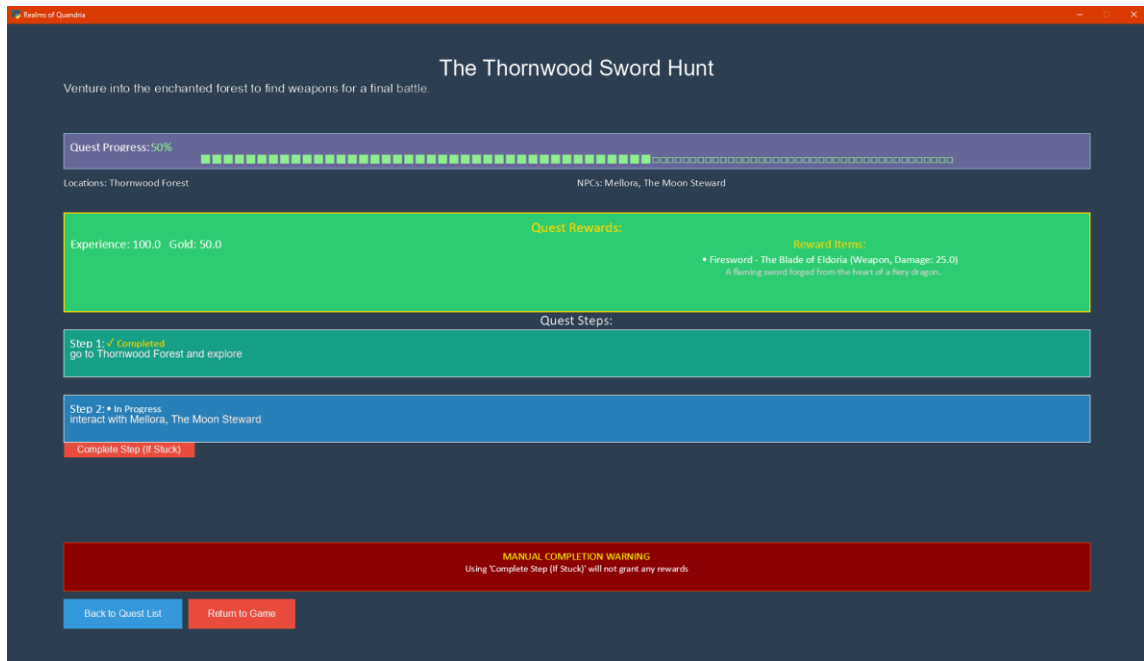 Realms of Quandria
The Thornwood Sword Hunt
Venture into the enchanted forest to find weapons for a final battle.
Quest Progress: 50%
Locations: Thornwood Forest
NPCs: Mellora, The Moon Steward
Quest Rewards:
Experience: 100.0 Gold: 50.0
Reward Items:
• Firesword - The Blade of Eldoria (Weapon, Damage: 25.0)
A flaming sword forged from the heart of a fiery dragon.
Quest Steps:
Step 1: ✓ Completed
go to Thornwood Forest and explore
Step 2: • In Progress
interact with Mellora, The Moon Steward
Complete Step (If Stuck)
MANUAL COMPLETION WARNING
Using 'Complete Step (If Stuck)' will not grant any rewards
Back to Quest List
Return to Game